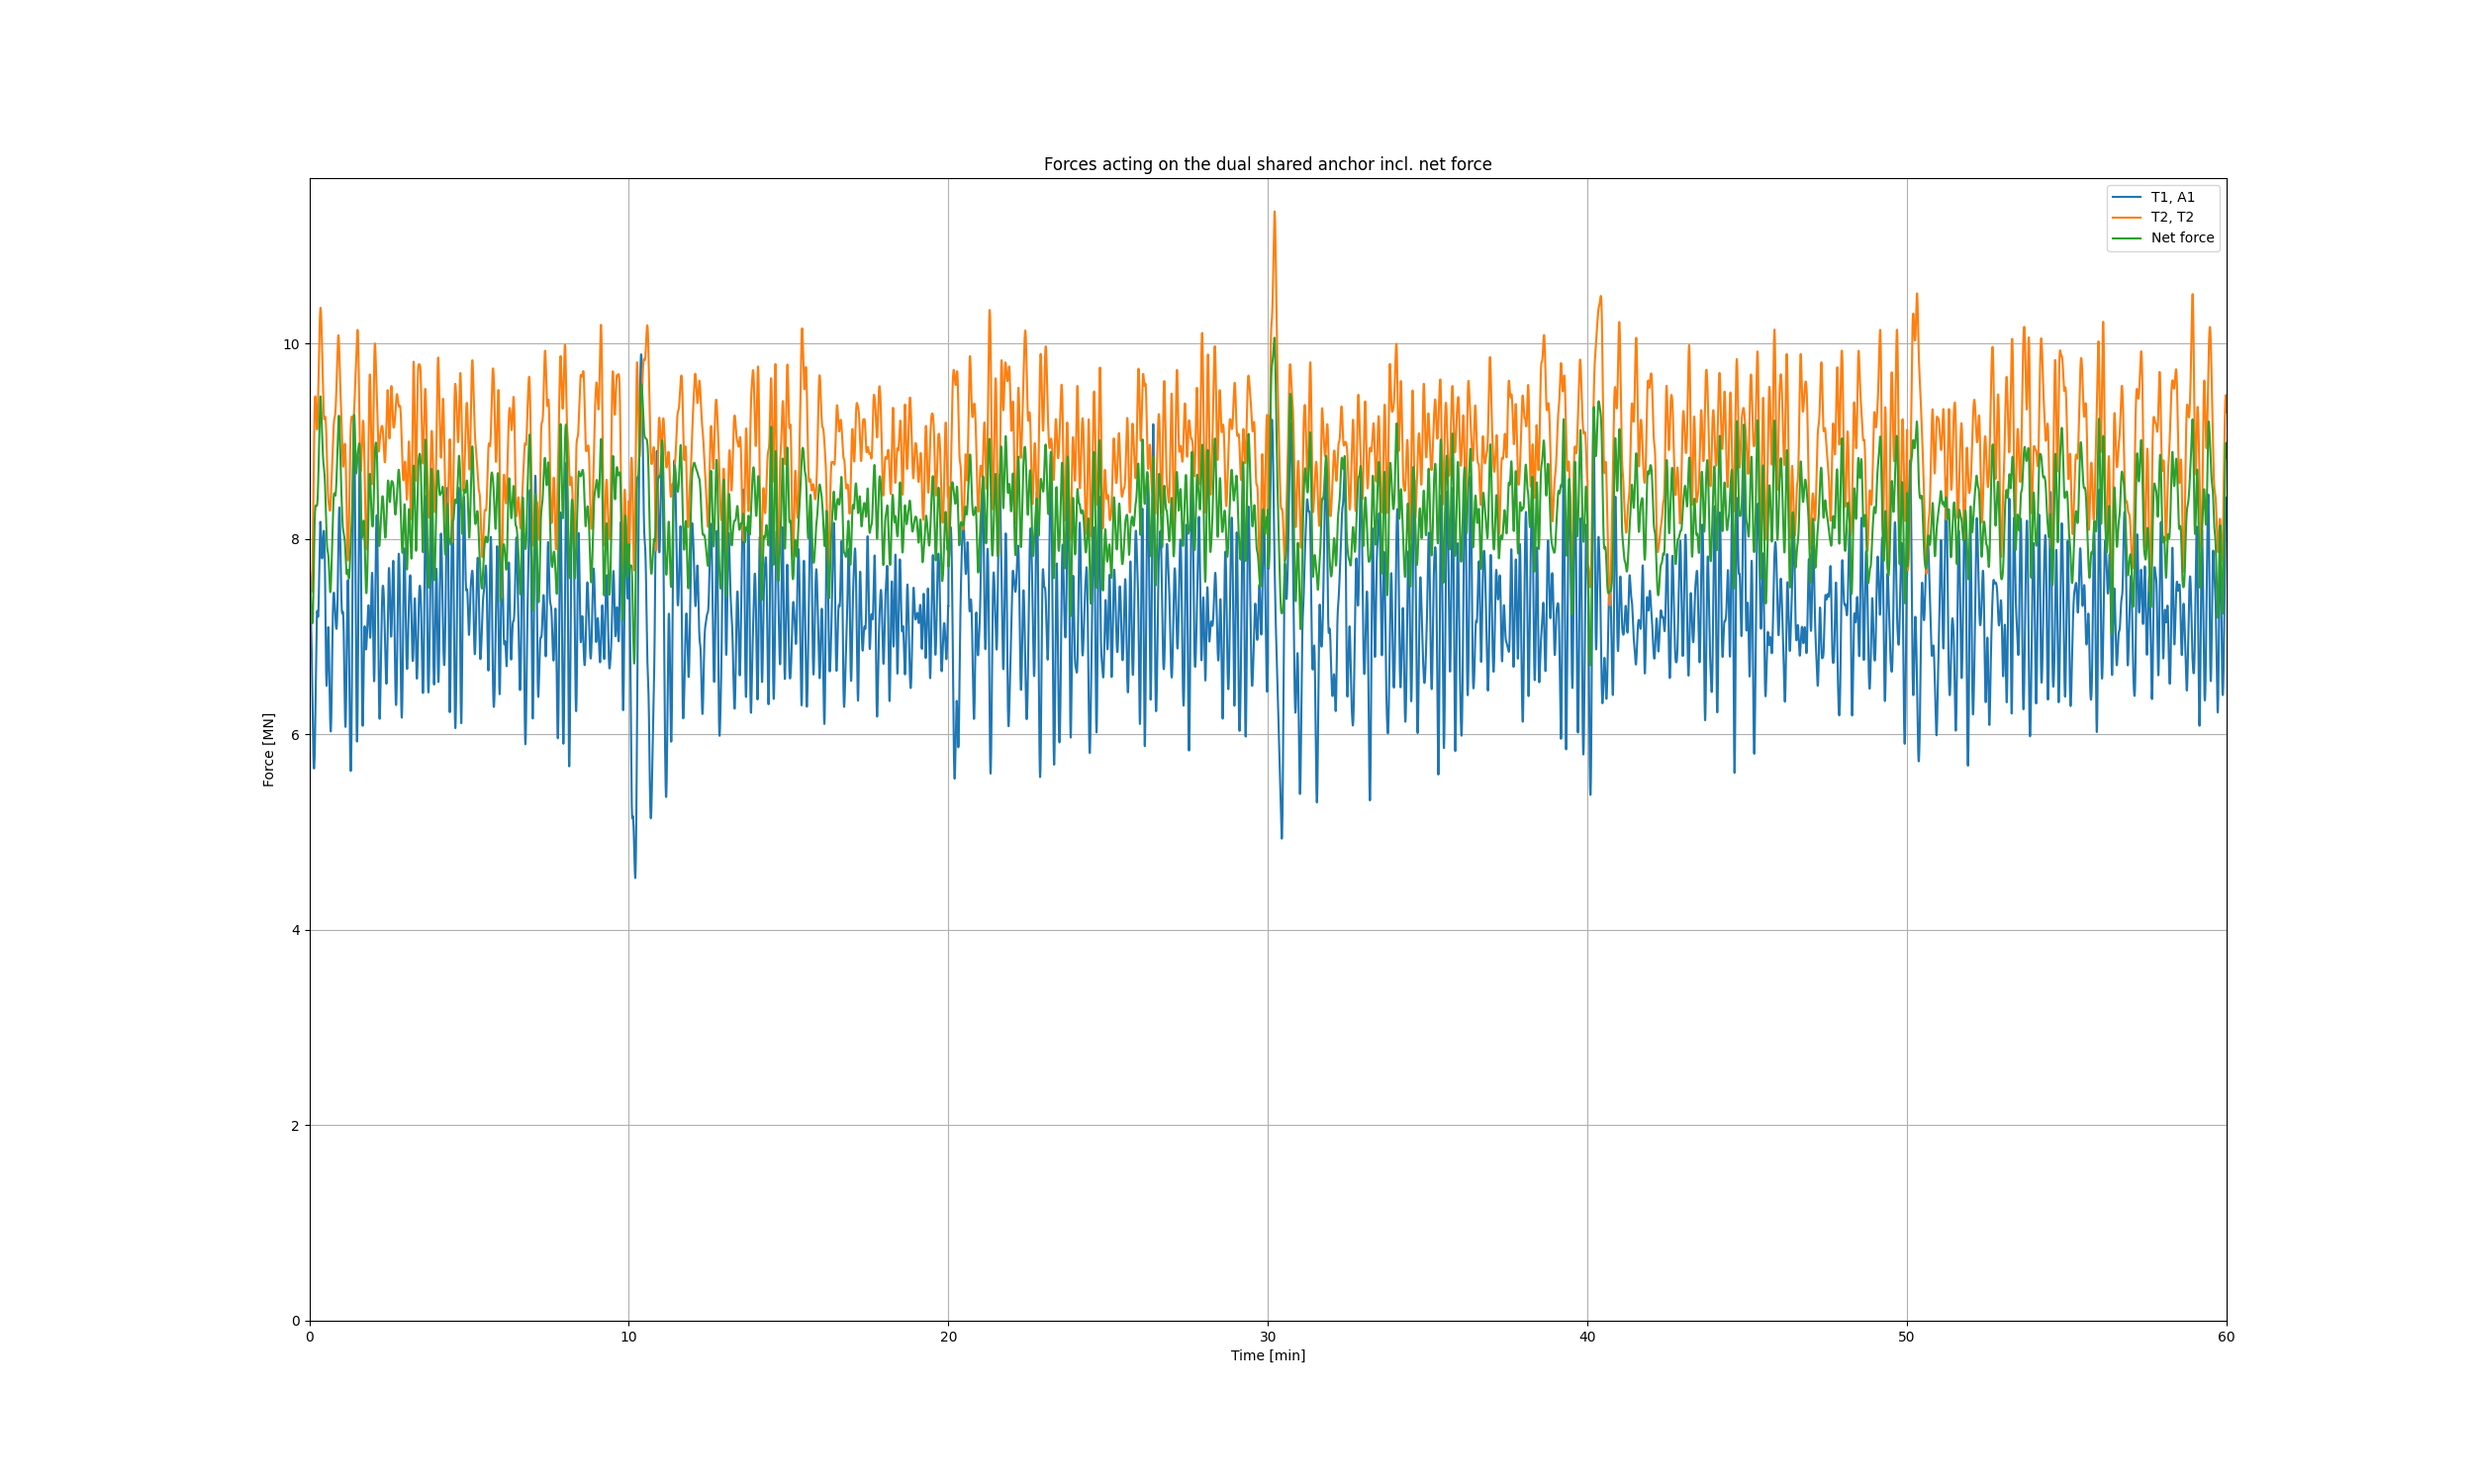 Forces acting on the dual shared anchor incl. net force
T1, A1
T2, T2
Net force
10
8
6
4
2
0
Force [MN]
0 10 20 30 40 50 60
Time [min]